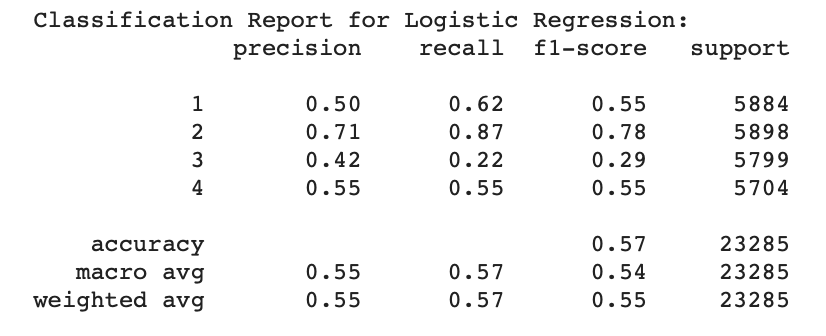 Classification Report for Logistic Regression:
precision recall f1-score support
1 0.50 0.62 0.55 5884
2 0.71 0.87 0.78 5898
3 0.42 0.22 0.29 5799
4 0.55 0.55 0.55 5704
accuracy 0.57 23285
macro avg 0.55 0.57 0.54 23285
weighted avg 0.55 0.57 0.55 23285